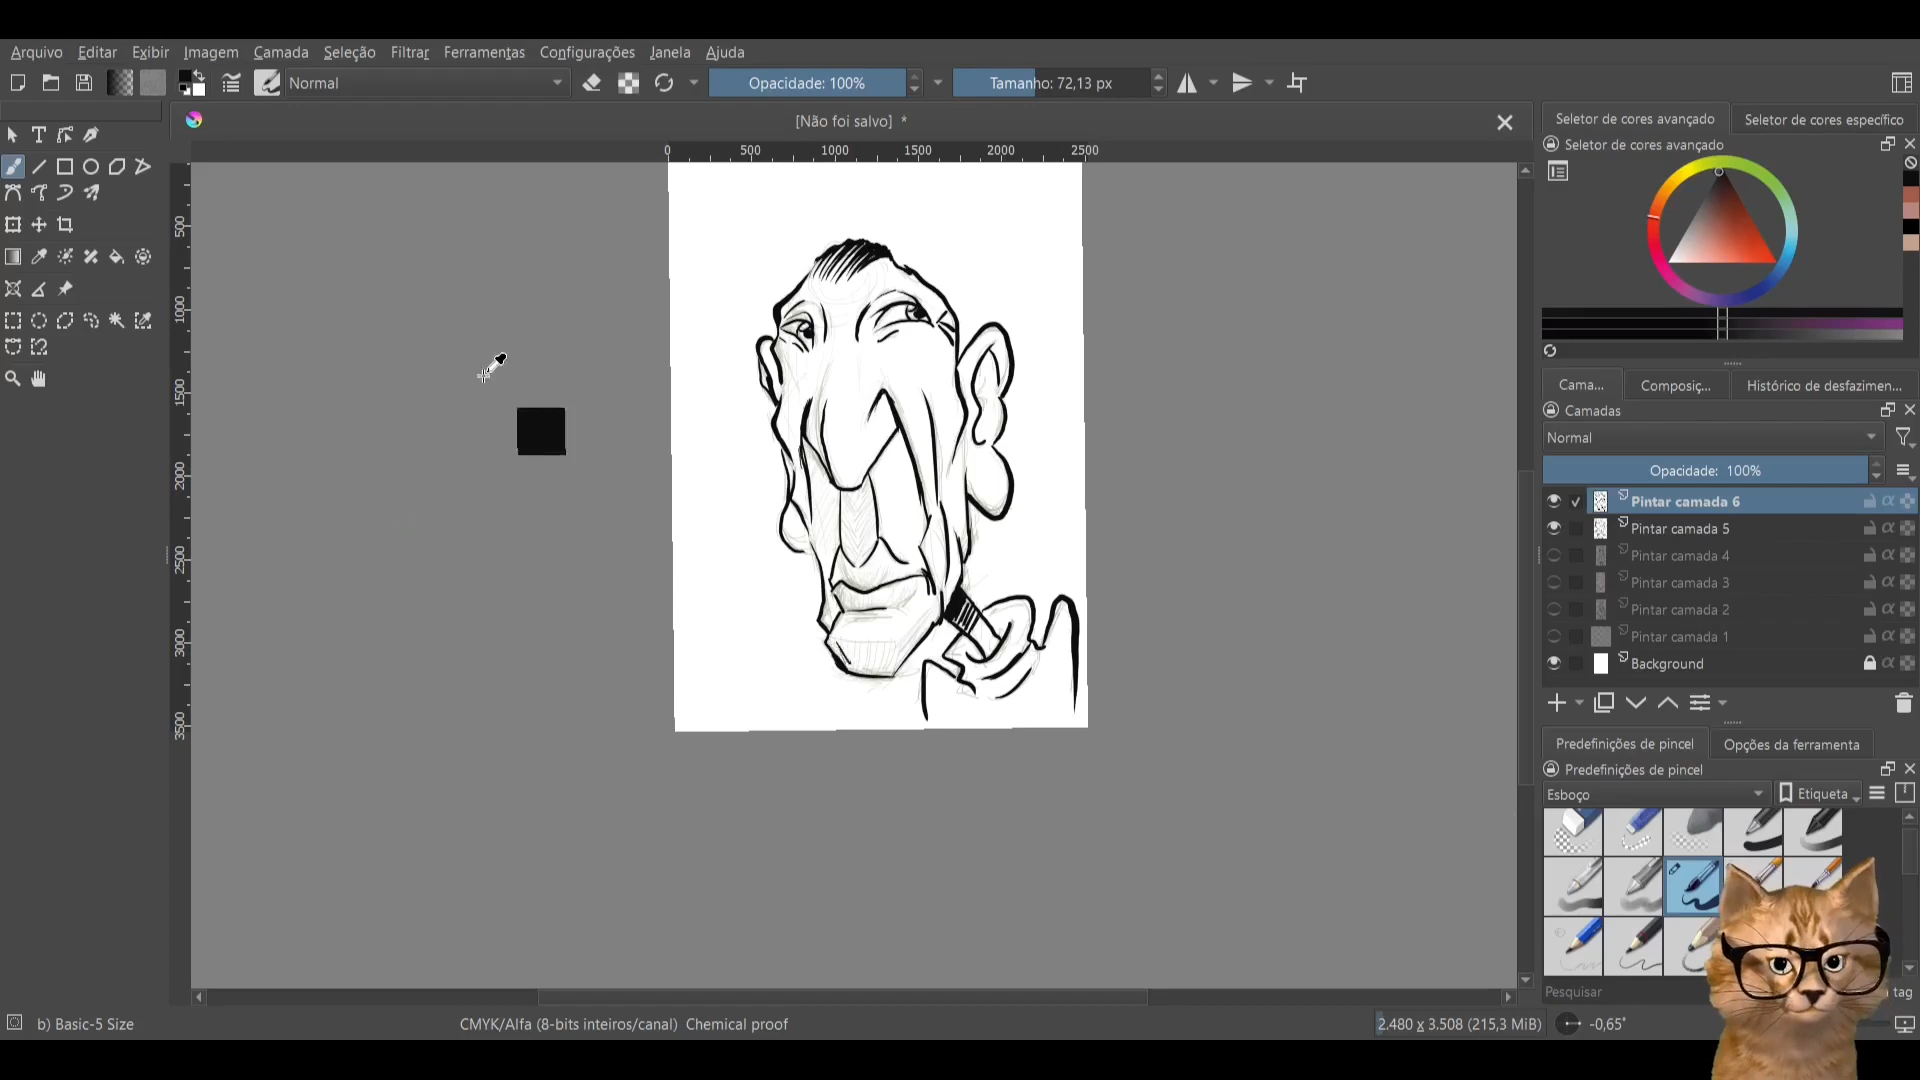 Arquivo Editar Exibir Imagem Camada Seleção Filtrar Ferramentas Configurações Janela Ajuda
Normal
Opacidade: 100%
Tamanho: 72,13 px
[Não foi salvo] *
0 500 1000 1500 2000 2500
500
1000
1500
2000
2500
3000
3500
Seletor de cores avançado
Seletor de cores específico
Seletor de cores avançado
Cama...
Composiç...
Histórico de desfazimen...
Camadas
Normal
Opacidade: 100%
Pintar camada 6
Pintar camada 5
Pintar camada 4
Pintar camada 3
Pintar camada 2
Pintar camada 1
Background
Predefinições de pincel
Opções da ferramenta
Predefinições de pincel
Esboço
Etiqueta
Pesquisar
tag
b) Basic-5 Size
CMYK/Alfa (8-bits inteiros/canal) Chemical proof
2.480 x 3.508 (215,3 MiB)
-0,65°